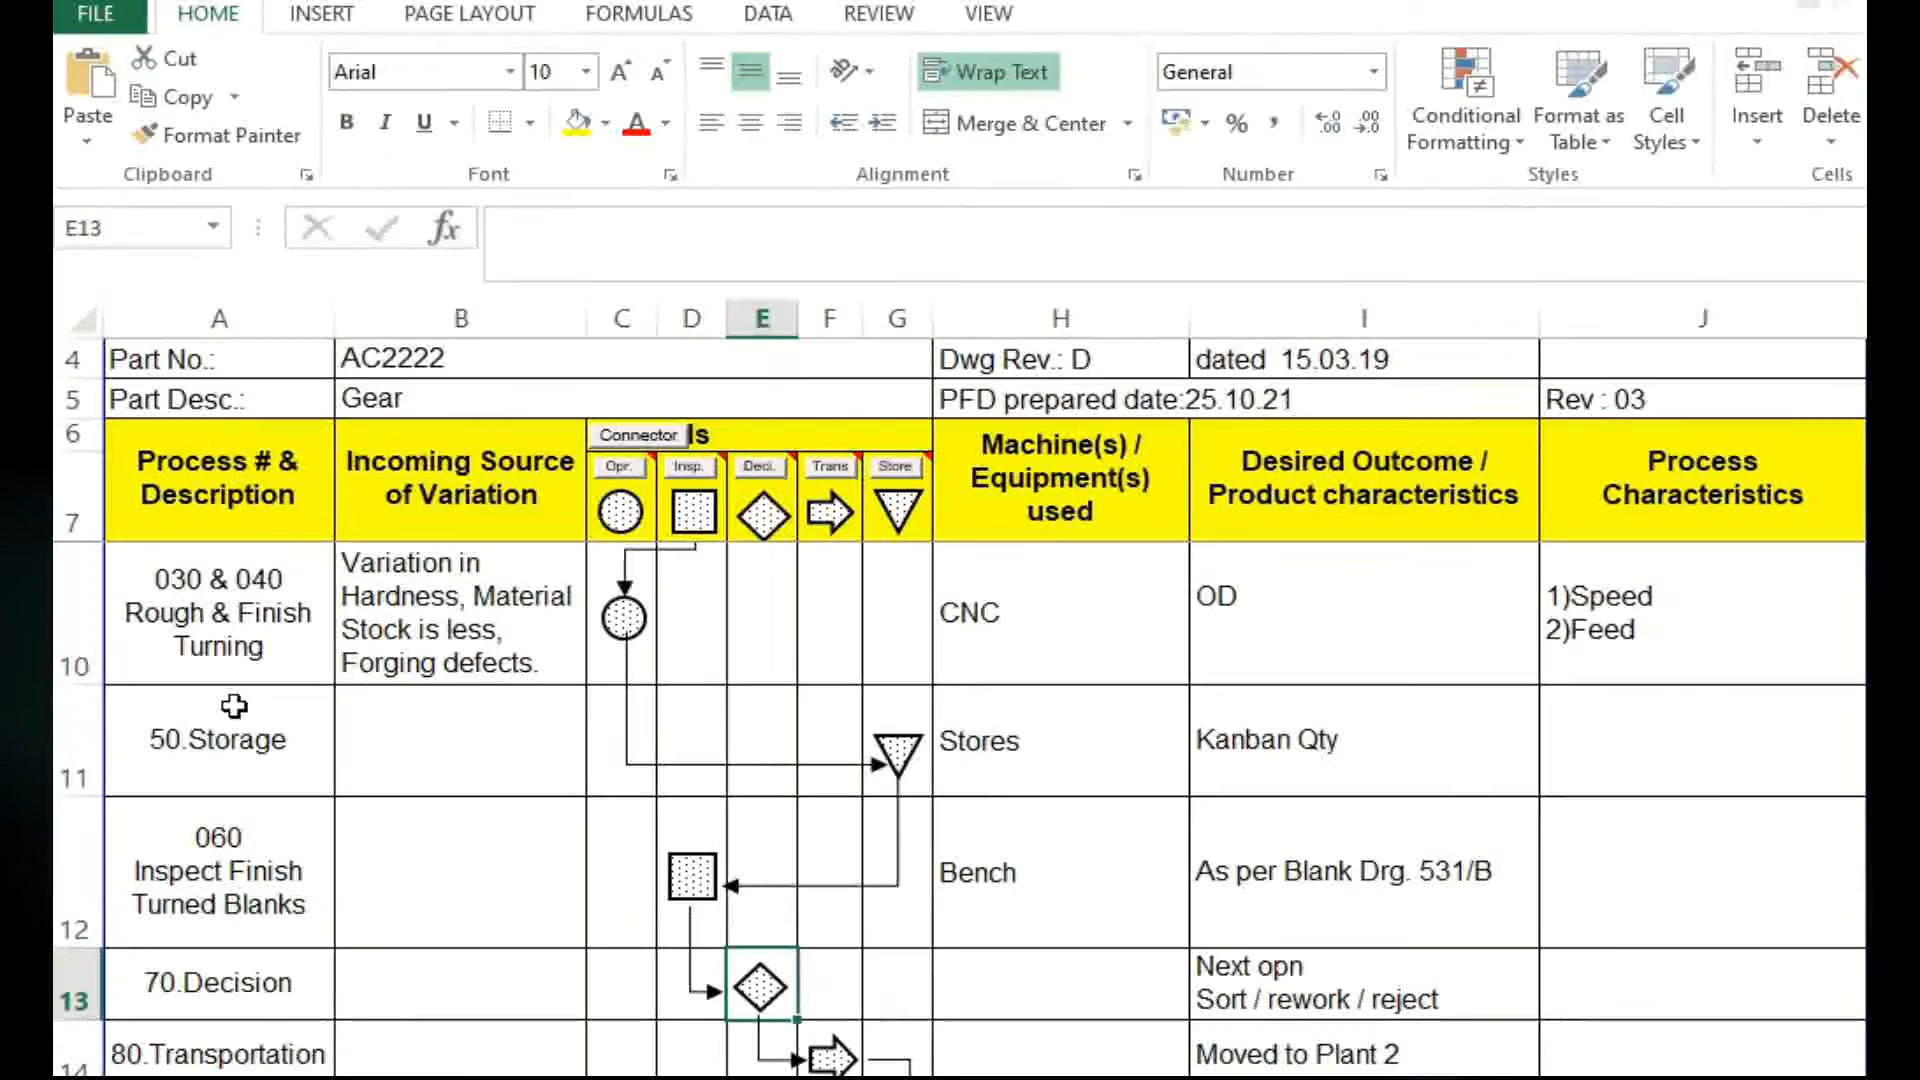 FILE HOME INSERT PAGE LAYOUT FORMULAS DATA REVIEW VIEW
Cut
Copy
Format Painter
Paste
Clipboard
Arial 10
B I U
Font
Wrap Text
Merge & Center
Alignment
General
%
Number
Conditional Formatting
Format as Table
Cell Styles
Styles
Insert
Delete
Cells
E13
fx
A B C D E F G H I J
4 Part No.: AC2222 Dwg Rev.: D dated 15.03.19
5 Part Desc.: Gear PFD prepared date:25.10.21 Rev : 03
6
7
Process # &
Description
Incoming Source
of Variation
Connector ls
Opr. Insp. Deci. Trans Store
Machine(s) /
Equipment(s)
used
Desired Outcome /
Product characteristics
Process
Characteristics
10
030 & 040
Rough & Finish
Turning
Variation in
Hardness, Material
Stock is less,
Forging defects.
CNC
OD
1)Speed
2)Feed
11
50.Storage
Stores
Kanban Qty
12
060
Inspect Finish
Turned Blanks
Bench
As per Blank Drg. 531/B
13
70.Decision
Next opn
Sort / rework / reject
14
80.Transportation
Moved to Plant 2